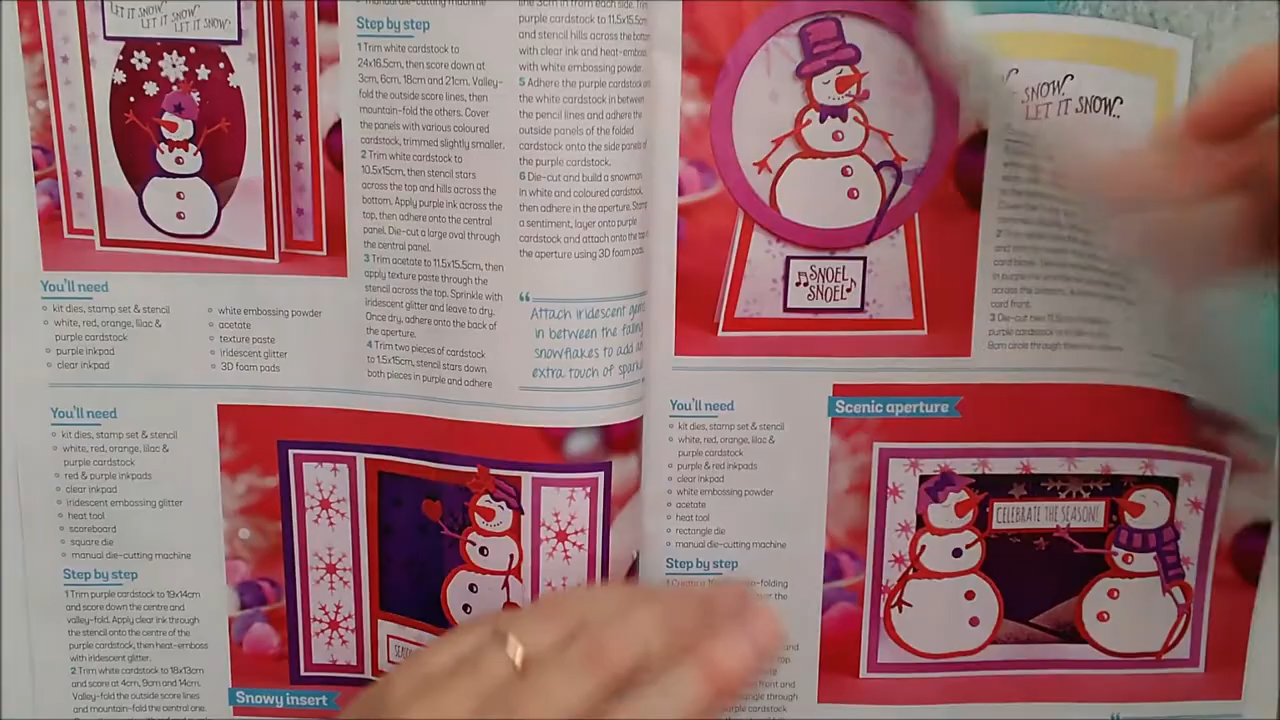 LET IT SNOW,
LET IT SNOW,
LET IT SNOW.
You'll need
kit dies, stamp set & stencil
white, red, orange, lilac &
purple cardstock
purple inkpad
clear inkpad
white embossing powder
acetate
texture paste
iridescent glitter
3D foam pads
manual die-cutting machine
Step by step
1 Trim white cardstock to
24x16.5cm, then score down at
3cm, 6cm, 18cm and 21cm. Valley-
fold the outside score lines, then
mountain-fold the others. Cover
the panels with various coloured
cardstock, trimmed slightly smaller.
2 Trim white cardstock to
10.5x15cm, then stencil stars
across the top and hills across the
bottom. Apply purple ink across the
top, then adhere onto the central
panel. Die-cut a large oval through
the central panel.
3 Trim acetate to 11.5x15.5cm, then
apply texture paste through the
stencil across the top. Sprinkle with
iridescent glitter and leave to dry.
Once dry, adhere onto the back of
the aperture.
4 Trim two pieces of cardstock
to 1.5x15cm, stencil stars down
both pieces in purple and adhere
line 3cm in from each side. Trim
purple cardstock to 11.5x15.5cm
and stencil hills across the bottom
with clear ink and heat-emboss
with white embossing powder.
5 Adhere the purple cardstock onto
the white cardstock in between
the pencil lines and adhere the
outside panels of the folded
cardstock onto the side panels of
the purple cardstock.
6 Die-cut and build a snowman
in white and coloured cardstock,
then adhere in the aperture. Stamp
a sentiment, layer onto purple
cardstock and attach onto the top of
the aperture using 3D foam pads.
“ Attach iridescent gems
in between the falling
snowflakes to add an
extra touch of sparkle
You'll need
kit dies, stamp set & stencil
white, red, orange, lilac &
purple cardstock
red & purple inkpads
clear inkpad
iridescent embossing glitter
heat tool
scoreboard
square die
manual die-cutting machine
Step by step
1 Trim purple cardstock to 19x14cm
and score down the centre and
valley-fold. Apply clear ink through
the stencil onto the centre of the
purple cardstock, then heat-emboss
with iridescent glitter.
2 Trim white cardstock to 18x13cm
and score at 4cm, 9cm and 14cm.
Valley-fold the outside score lines
and mountain-fold the central one.
Snowy insert
SNOEL
SNOEL
SNOW,
LET IT SNOW.
You'll need
kit dies, stamp set & stencil
white, red, orange, lilac &
purple cardstock
purple & red inkpads
clear inkpad
white embossing powder
acetate
heat tool
rectangle die
manual die-cutting machine
Step by step
Scenic aperture
CELEBRATE THE SEASON!